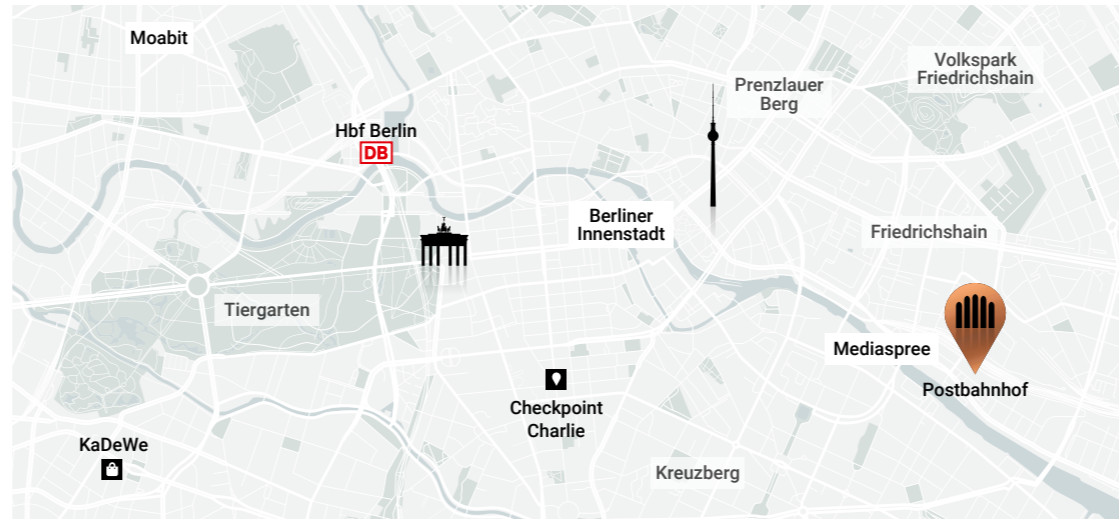 Moabit
Volkspark
Friedrichshain
Prenzlauer
Berg
Hbf Berlin
DB
Berliner
Innenstadt
Friedrichshain
Tiergarten
Mediaspree
Postbahnhof
Checkpoint
Charlie
KaDeWe
Kreuzberg